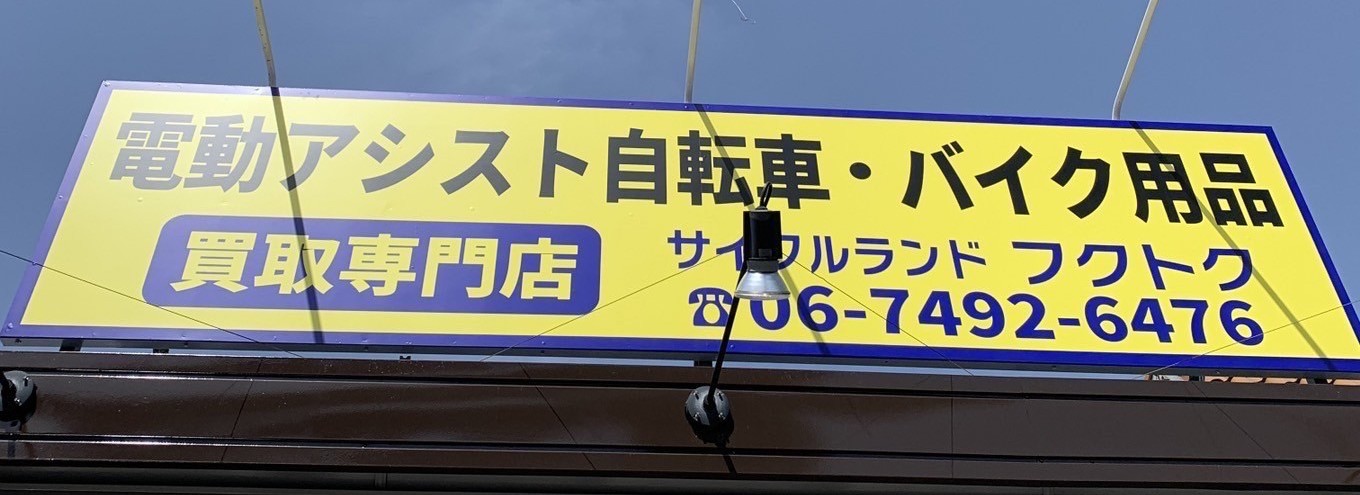 電動アシスト自転車・バイク用品
買取専門店
サイクルランド フクトク
☎06-7492-6476